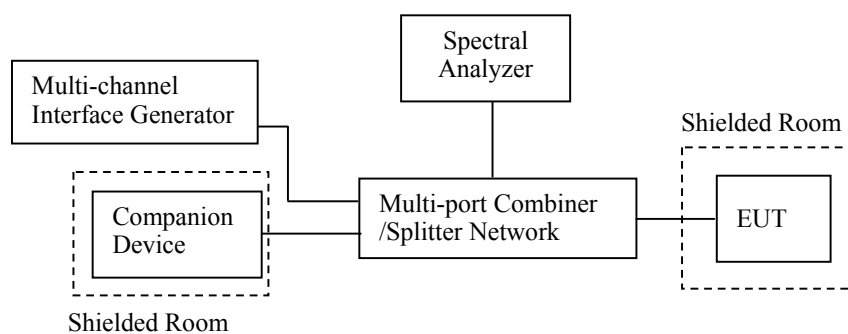 Spectral
Analyzer
Multi-channel
Interface Generator
Shielded Room
Companion
Device
Multi-port Combiner
/Splitter Network
EUT
Shielded Room